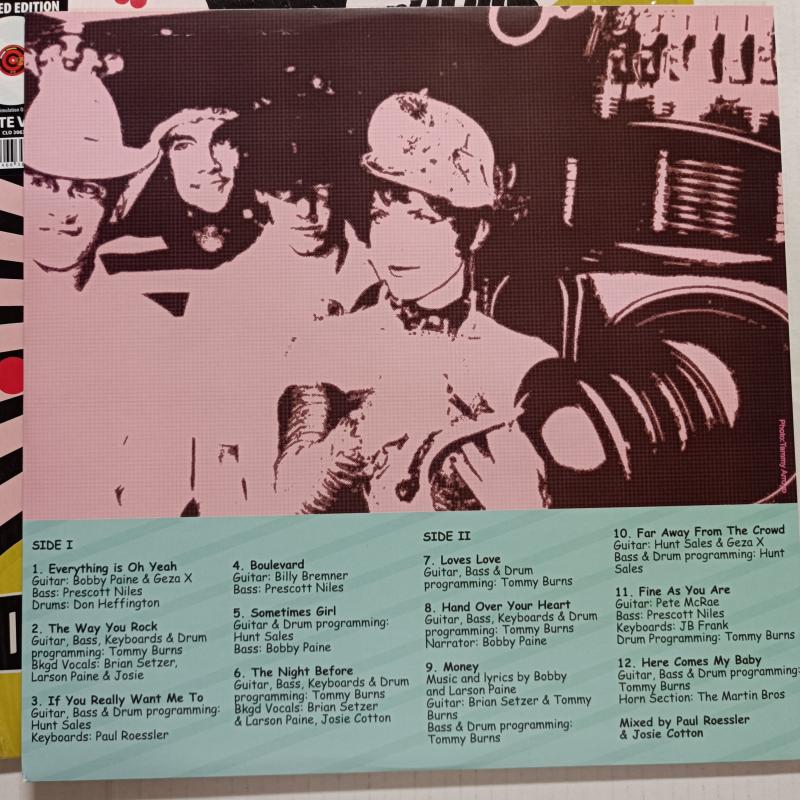 ED EDITION
TE V
CLO 306
Photo: Tammy
SIDE I
1. Everything is Oh Yeah
Guitar: Bobby Paine & Geza X
Bass: Prescott Niles
Drums: Don Heffington
2. The Way You Rock
Guitar, Bass, Keyboards & Drum
programming: Tommy Burns
Bkgd Vocals: Brian Setzer,
Larson Paine & Josie
3. If You Really Want Me To
Guitar, Bass & Drum programming:
Hunt Sales
Keyboards: Paul Roessler
4. Boulevard
Guitar: Billy Bremner
Bass: Prescott Niles
5. Sometimes Girl
Guitar & Drum programming:
Hunt Sales
Bass: Bobby Paine
6. The Night Before
Guitar, Bass, Keyboards & Drum
programming: Tommy Burns
Bkgd Vocals: Brian Setzer
& Larson Paine, Josie Cotton
SIDE II
7. Loves Love
Guitar, Bass & Drum
programming: Tommy Burns
8. Hand Over Your Heart
Guitar, Bass, Keyboards & Drum
programming: Tommy Burns
Narrator: Bobby Paine
9. Money
Music and lyrics by Bobby
and Larson Paine
Guitar: Brian Setzer & Tommy
Burns
Bass & Drum programming:
Tommy Burns
10. Far Away From The Crowd
Guitar: Hunt Sales & Geza X
Bass & Drum programming: Hunt
Sales
11. Fine As You Are
Guitar: Pete McRae
Bass: Prescott Niles
Keyboards: JB Frank
Drum Programming: Tommy Burns
12. Here Comes My Baby
Guitar, Bass & Drum programming:
Tommy Burns
Horn Section: The Martin Bros
Mixed by Paul Roessler
& Josie Cotton